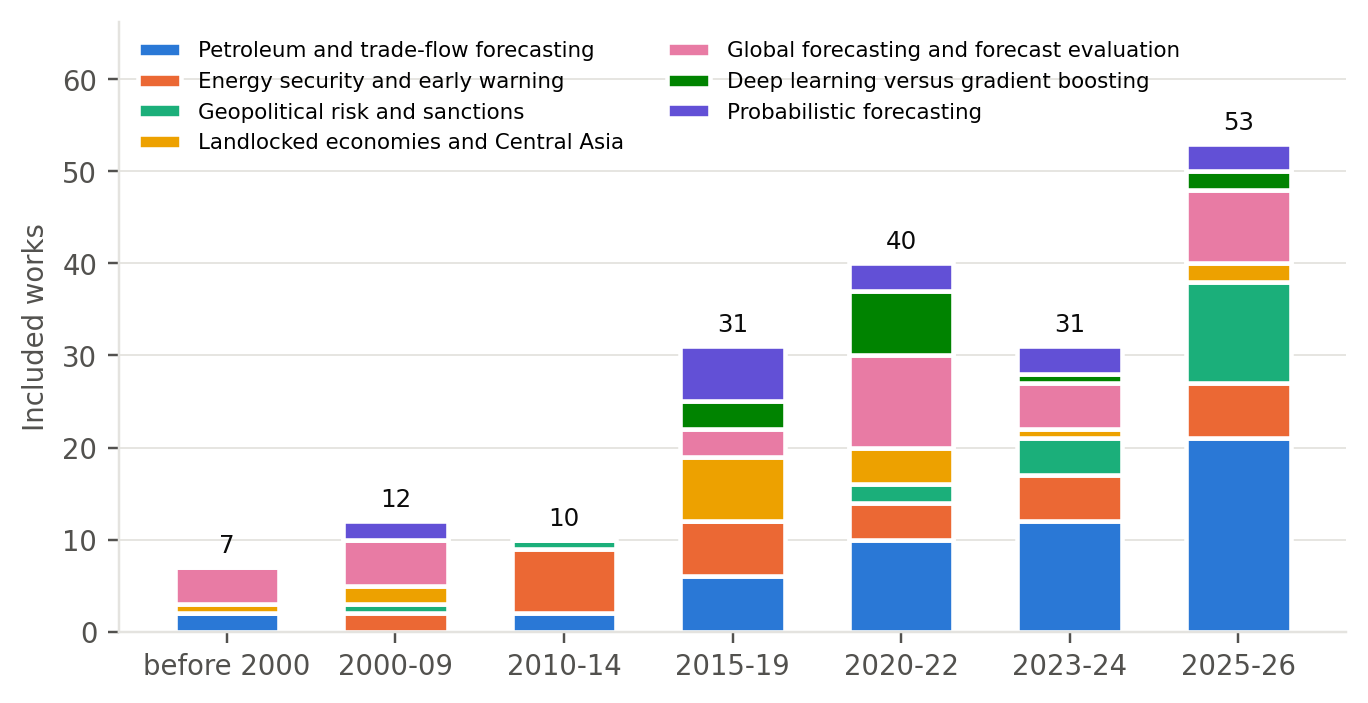 Petroleum and trade-flow forecasting
Energy security and early warning
Geopolitical risk and sanctions
Landlocked economies and Central Asia
Global forecasting and forecast evaluation
Deep learning versus gradient boosting
Probabilistic forecasting
Included works
60
50
40
30
20
10
0
7
12
10
31
40
31
53
before 2000
2000-09
2010-14
2015-19
2020-22
2023-24
2025-26